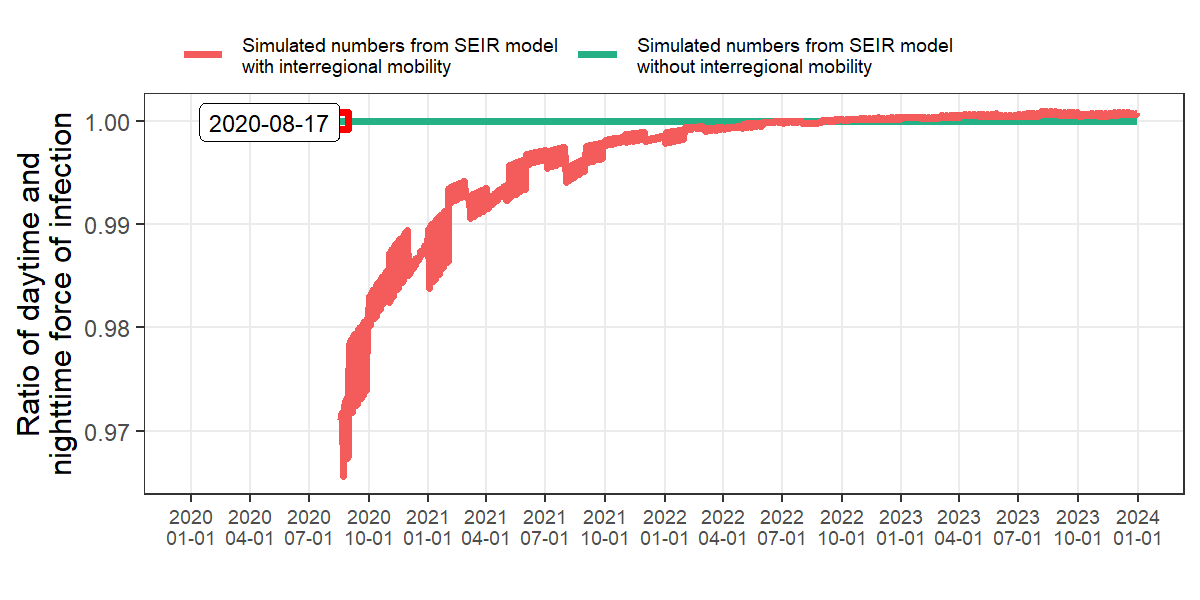 Simulated numbers from SEIR model
with interregional mobility
Simulated numbers from SEIR model
without interregional mobility
Ratio of daytime and
nighttime force of infection
1.00
0.99
0.98
0.97
2020-08-17
2020 2020 2020 2020 2021 2021 2021 2021 2022 2022 2022 2022 2023 2023 2023 2023 2024
01-01 04-01 07-01 10-01 01-01 04-01 07-01 10-01 01-01 04-01 07-01 10-01 01-01 04-01 07-01 10-01 01-01